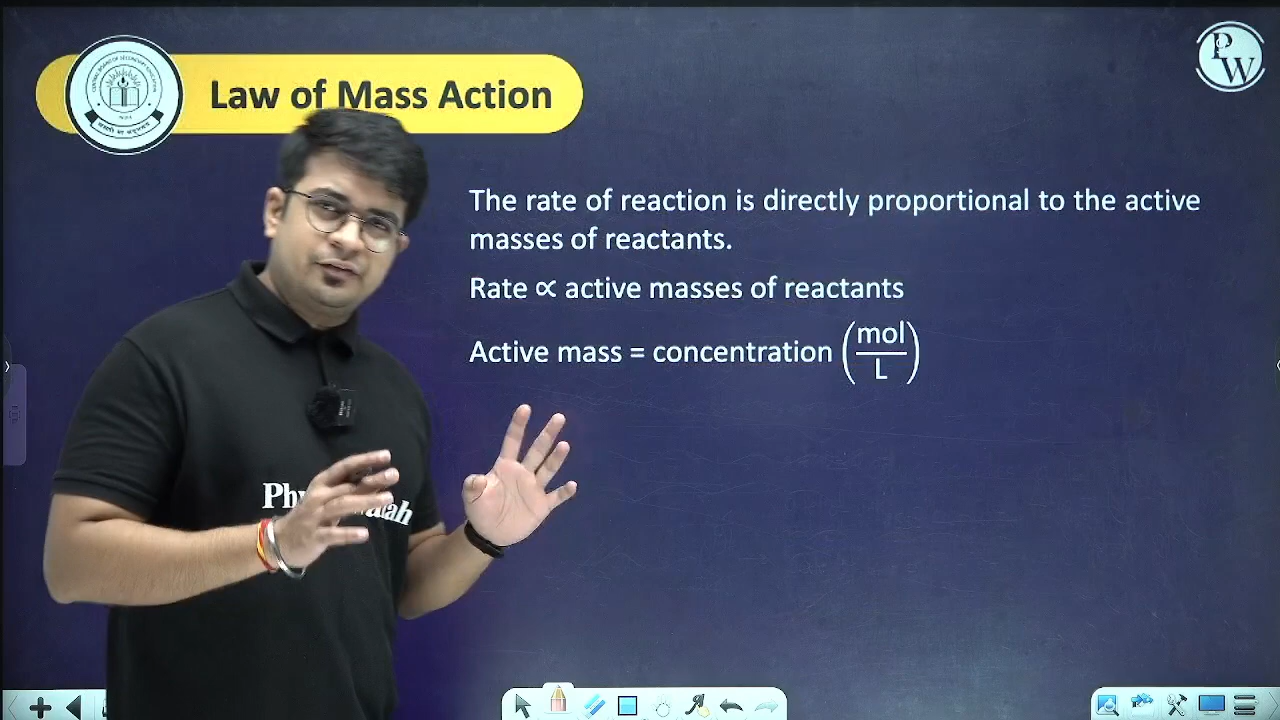 Law of Mass Action
PW
The rate of reaction is directly proportional to the active
masses of reactants.
Rate ∝ active masses of reactants
Active mass = concentration (mol/L)